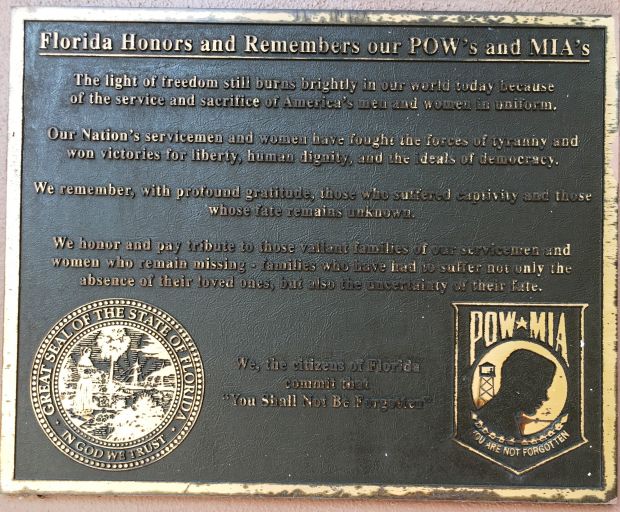 Florida Honors and Remembers our POW's and MIA's
The light of freedom still burns brightly in our world today because
of the service and sacrifice of America's men and women in uniform.
Our Nation's servicemen and women have fought the forces of tyranny and
won victories for liberty, human dignity, and the ideals of democracy.
We remember, with profound gratitude, those who suffered captivity and those
whose fate remains unknown.
We honor and pay tribute to those valiant families of our servicemen and
women who remain missing - families who have had to suffer not only the
absence of their loved ones, but also the uncertainty of their fate.
GREAT SEAL OF THE STATE OF FLORIDA
IN GOD WE TRUST
We, the citizens of Florida
commit that
"You Shall Not Be Forgotten"
POW★MIA
YOU ARE NOT FORGOTTEN